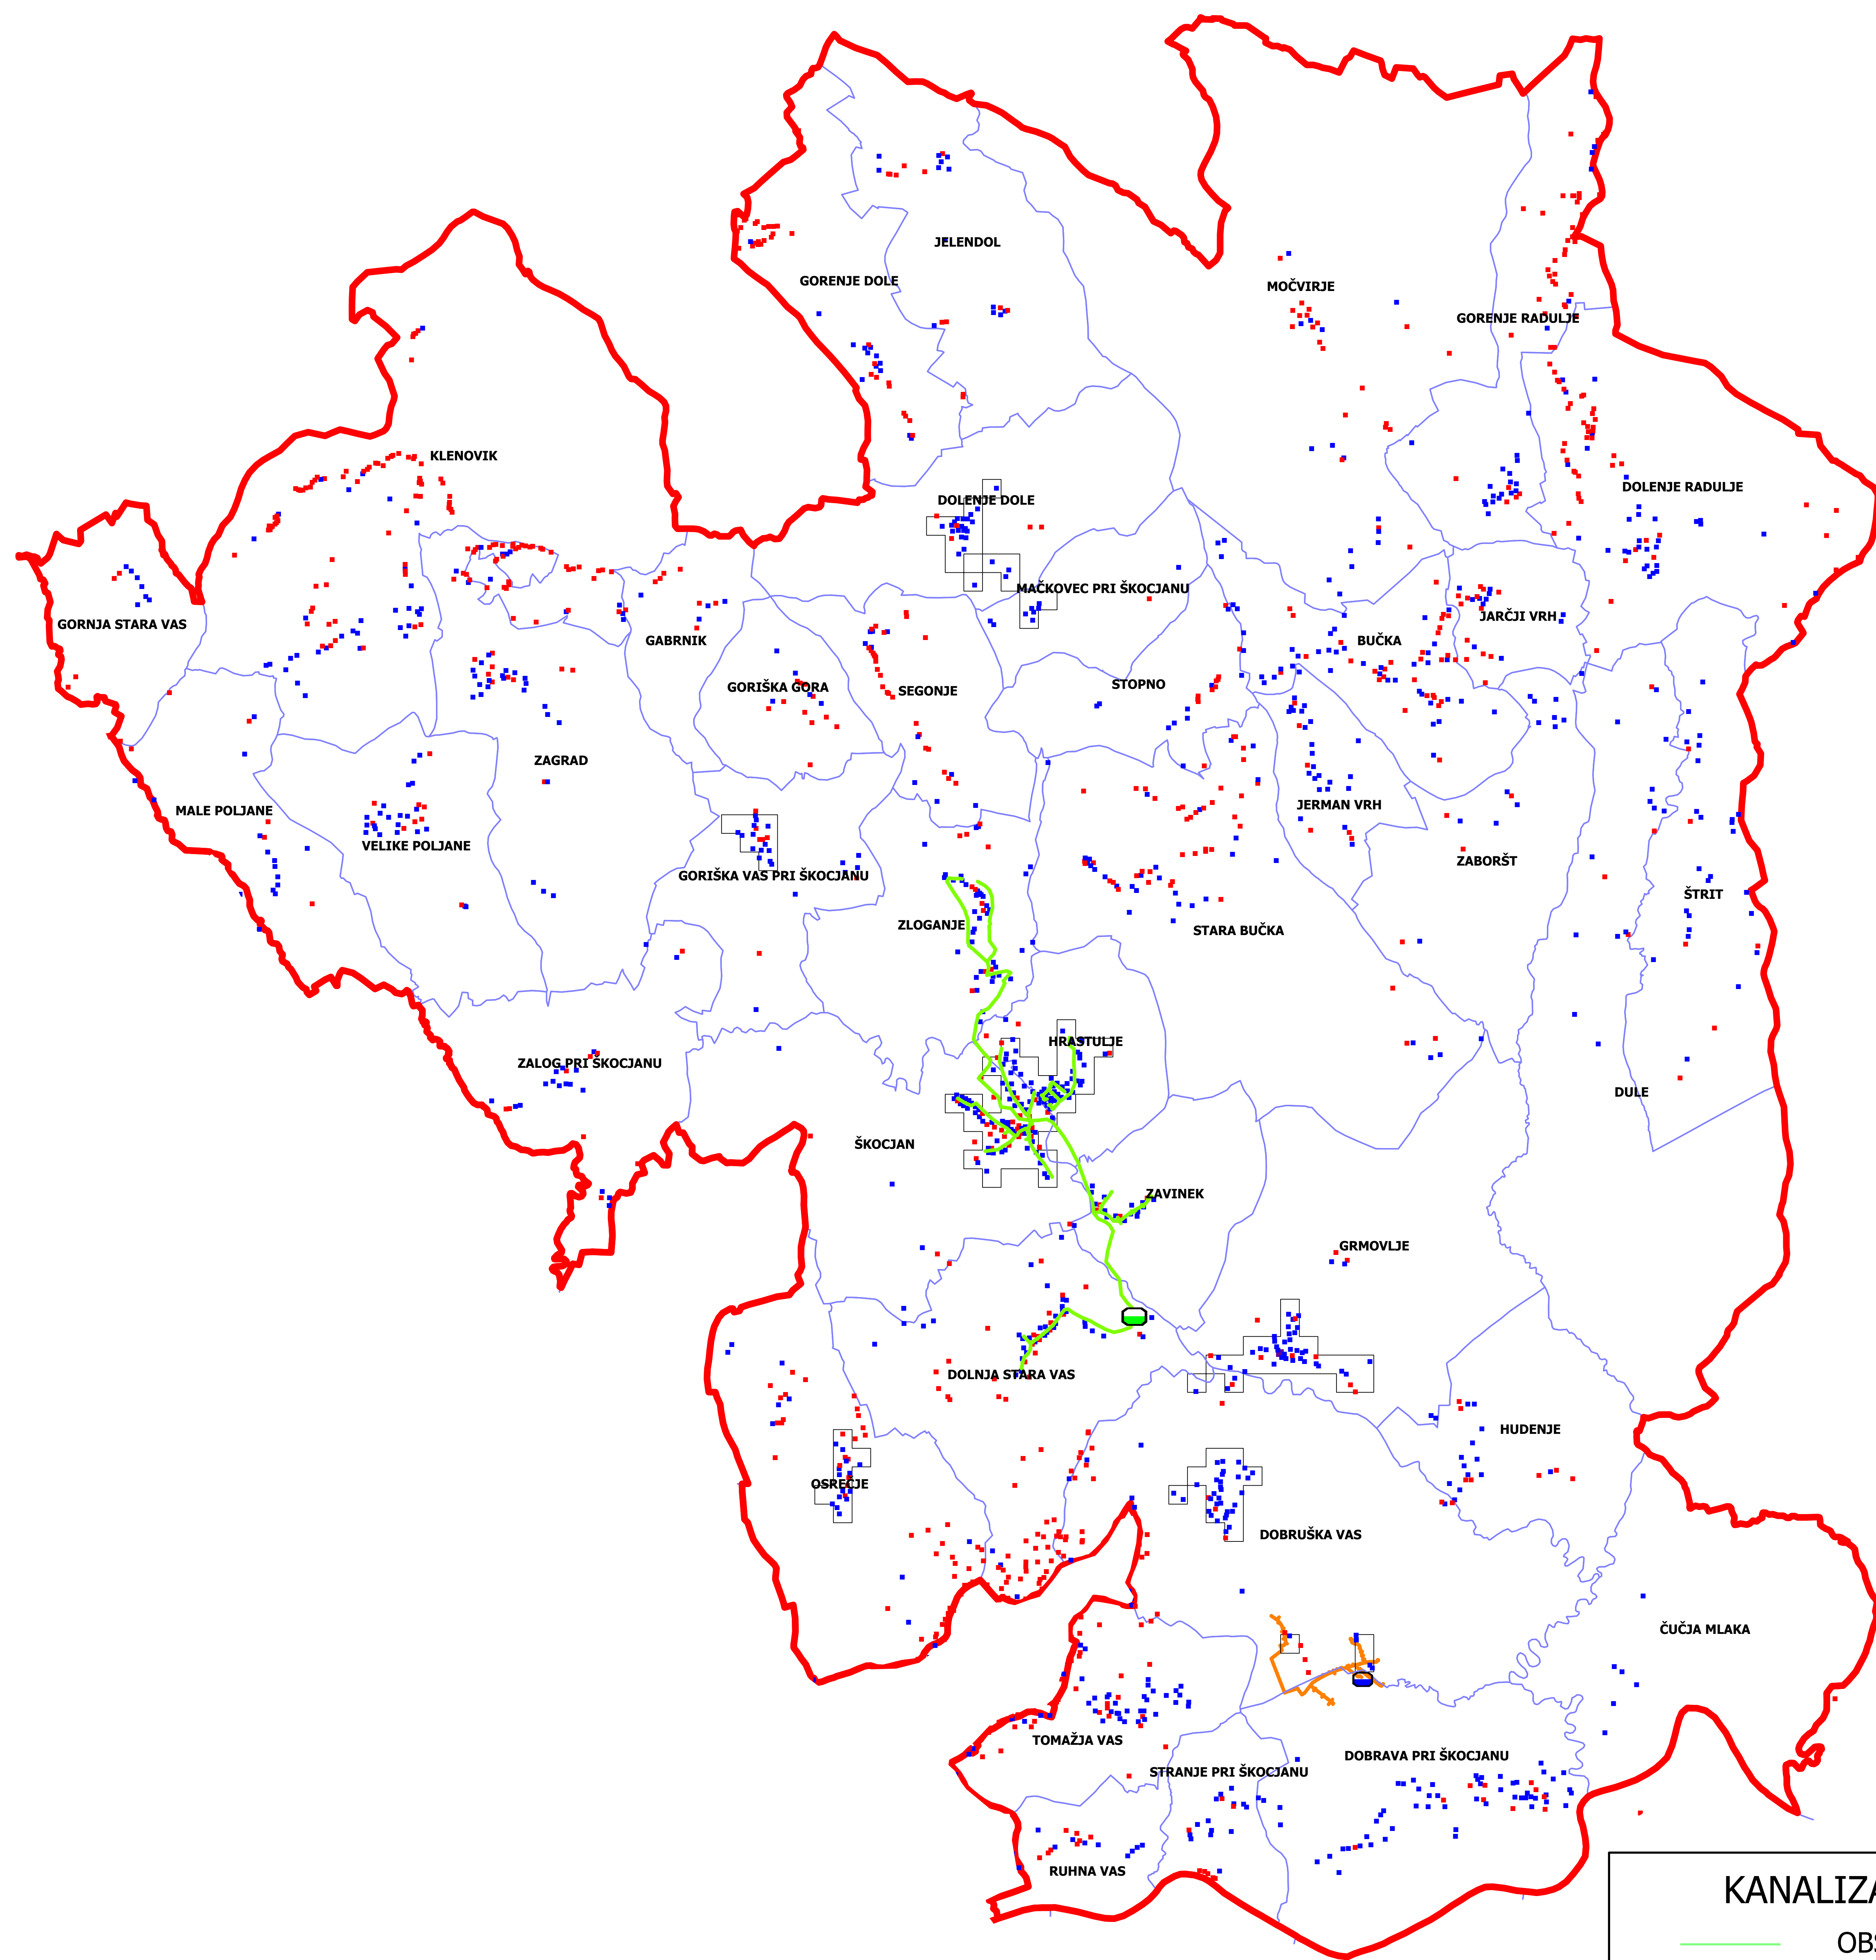 JELENDOL
GORENJE DOLE
MOČVIRJE
GORENJE RADULJE
KLENOVIK
DOLENJE RADULJE
DOLENJE DOLE
MAČKOVEC PRI ŠKOCJANU
JARČJI VRH
GORNJA STARA VAS
GABRNIK
BUČKA
GORIŠKA GORA
SEGONJE
STOPNO
ZAGRAD
JERMAN VRH
MALE POLJANE
VELIKE POLJANE
ZABORŠT
GORIŠKA VAS PRI ŠKOCJANU
ŠTRIT
ZLOGANJE
STARA BUČKA
HRASTULJE
ZALOG PRI ŠKOCJANU
DULE
ŠKOCJAN
ZAVINEK
GRMOVLJE
DOLNJA STARA VAS
HUDENJE
OSREČJE
DOBRUŠKA VAS
ČUČJA MLAKA
TOMAŽJA VAS
DOBRAVA PRI ŠKOCJANU
STRANJE PRI ŠKOCJANU
RUHNA VAS
KANALIZA
OBS